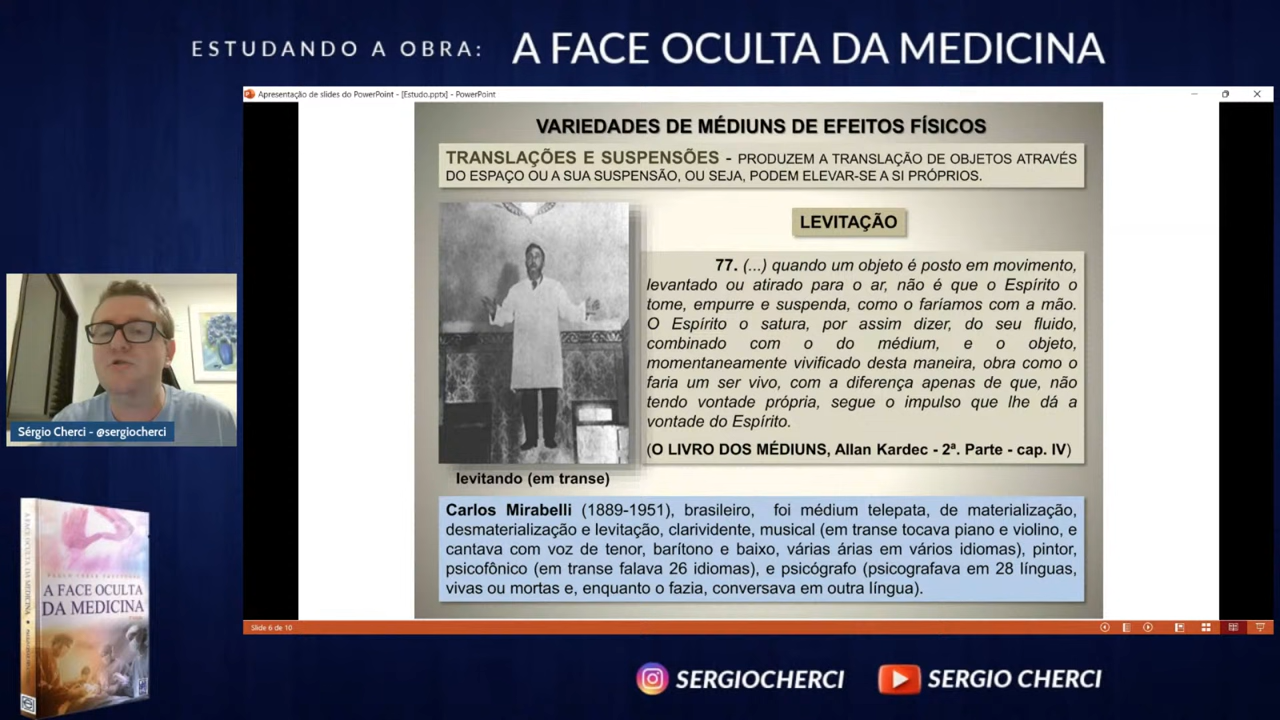 ESTUDANDO A OBRA: A FACE OCULTA DA MEDICINA
Apresentação de slides do PowerPoint - [Estudo.pptx] - PowerPoint
VARIEDADES DE MÉDIUNS DE EFEITOS FÍSICOS
TRANSLAÇÕES E SUSPENSÕES - PRODUZEM A TRANSLAÇÃO DE OBJETOS ATRAVÉS
DO ESPAÇO OU A SUA SUSPENSÃO, OU SEJA, PODEM ELEVAR-SE A SI PRÓPRIOS.
LEVITAÇÃO
77. (...) quando um objeto é posto em movimento,
levantado ou atirado para o ar, não é que o Espírito o
tome, empurre e suspenda, como o faríamos com a mão.
O Espírito o satura, por assim dizer, do seu fluido,
combinado com o do médium, e o objeto,
momentaneamente vivificado desta maneira, obra como o
faria um ser vivo, com a diferença apenas de que, não
tendo vontade própria, segue o impulso que lhe dá a
vontade do Espírito.
(O LIVRO DOS MÉDIUNS, Allan Kardec - 2ª. Parte - cap. IV)
levitando (em transe)
Carlos Mirabelli (1889-1951), brasileiro, foi médium telepata, de materialização,
desmaterialização e levitação, clarividente, musical (em transe tocava piano e violino, e
cantava com voz de tenor, barítono e baixo, várias árias em vários idiomas), pintor,
psicofônico (em transe falava 26 idiomas), e psicógrafo (psicografava em 28 línguas,
vivas ou mortas e, enquanto o fazia, conversava em outra língua).
Slide 6 de 10
Sérgio Cherci - @sergiocherci
A FACE OCULTA
DA MEDICINA
A FACE OCULTA DA MEDICINA
SERGIOCHERCI
SERGIO CHERCI